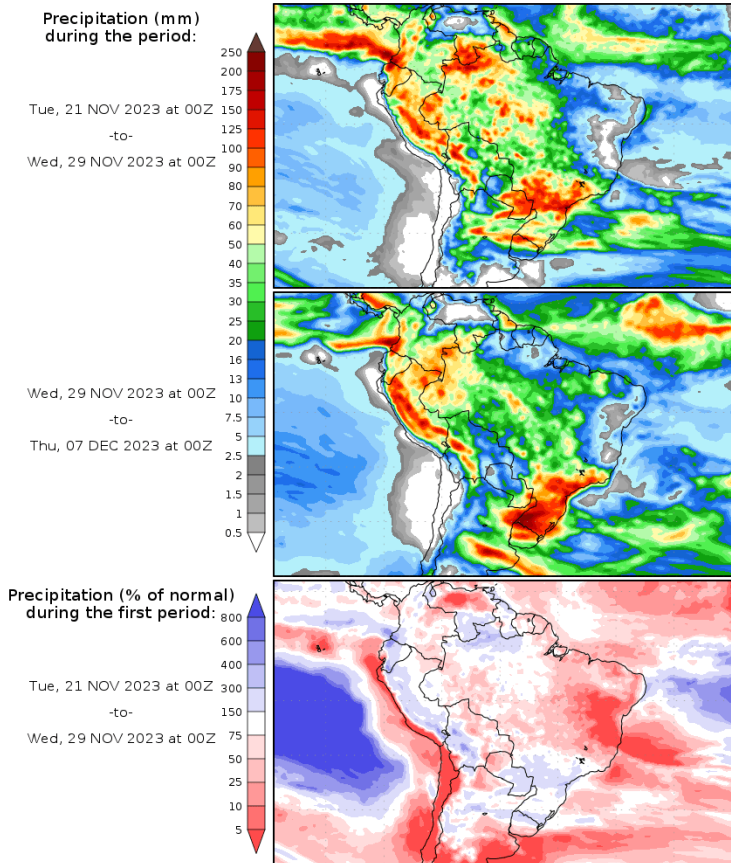 Precipitation (mm)
during the period:
Tue, 21 NOV 2023 at 00Z
-to-
Wed, 29 NOV 2023 at 00Z
250
200
175
150
125
100
90
80
70
60
50
40
35
30
25
20
16
13
10
7.5
5
2.5
2
1.5
1
0.5
Wed, 29 NOV 2023 at 00Z
-to-
Thu, 07 DEC 2023 at 00Z
Precipitation (% of normal)
during the first period:
Tue, 21 NOV 2023 at 00Z
-to-
Wed, 29 NOV 2023 at 00Z
800
600
400
300
150
75
50
25
10
5